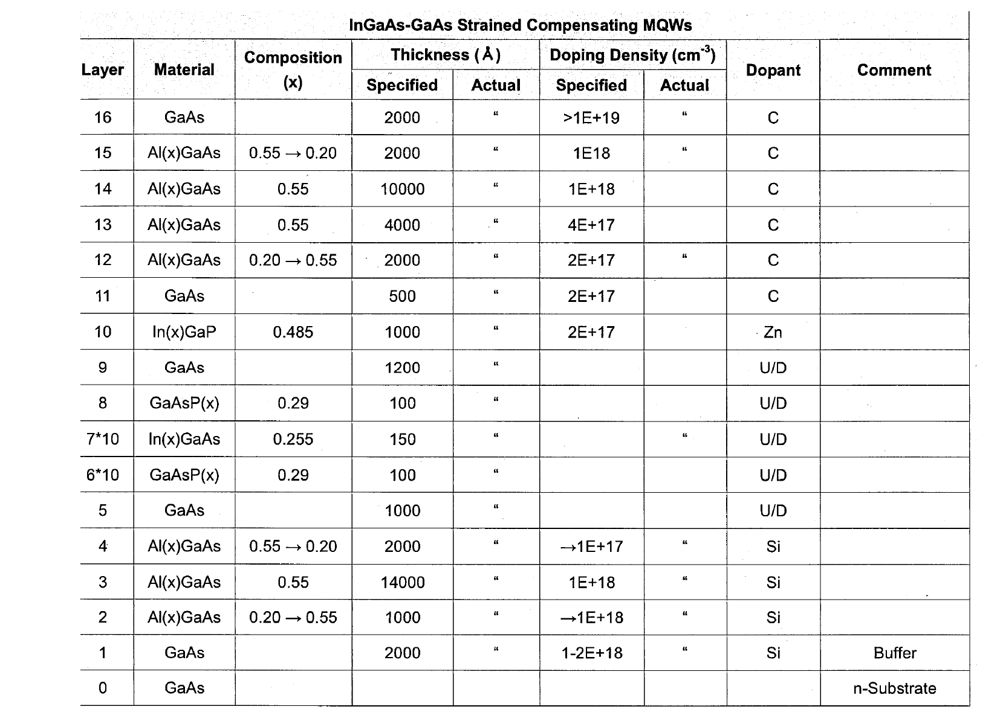 InGaAs-GaAs Strained Compensating MQWs
Layer Material Composition (x) Thickness (Å) Doping Density (cm⁻³) Dopant Comment
Specified Actual Specified Actual
16 GaAs 2000 “ >1E+19 “ C
15 Al(x)GaAs 0.55 → 0.20 2000 “ 1E18 “ C
14 Al(x)GaAs 0.55 10000 “ 1E+18 C
13 Al(x)GaAs 0.55 4000 “ 4E+17 C
12 Al(x)GaAs 0.20 → 0.55 2000 “ 2E+17 “ C
11 GaAs 500 “ 2E+17 C
10 In(x)GaP 0.485 1000 “ 2E+17 Zn
9 GaAs 1200 “ U/D
8 GaAsP(x) 0.29 100 “ U/D
7*10 In(x)GaAs 0.255 150 “ “ U/D
6*10 GaAsP(x) 0.29 100 “ U/D
5 GaAs 1000 “ U/D
4 Al(x)GaAs 0.55 → 0.20 2000 “ →1E+17 “ Si
3 Al(x)GaAs 0.55 14000 “ 1E+18 “ Si
2 Al(x)GaAs 0.20 → 0.55 1000 “ →1E+18 “ Si
1 GaAs 2000 “ 1-2E+18 “ Si Buffer
0 GaAs n-Substrate